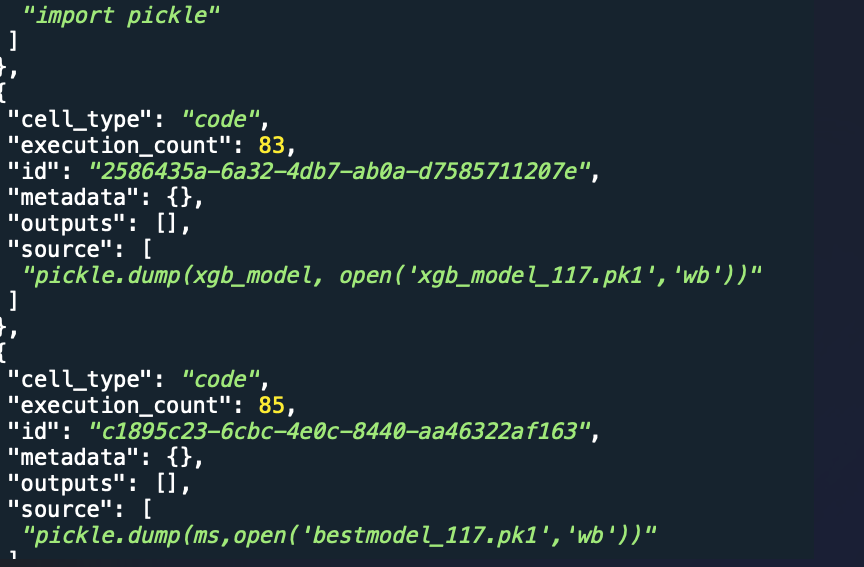 "import pickle"
]
},
{
"cell_type": "code",
"execution_count": 83,
"id": "2586435a-6a32-4db7-ab0a-d7585711207e",
"metadata": {},
"outputs": [],
"source": [
"pickle.dump(xgb_model, open('xgb_model_117.pk1','wb'))"
]
},
{
"cell_type": "code",
"execution_count": 85,
"id": "c1895c23-6cbc-4e0c-8440-aa46322af163",
"metadata": {},
"outputs": [],
"source": [
"pickle.dump(ms,open('bestmodel_117.pk1','wb'))"
]